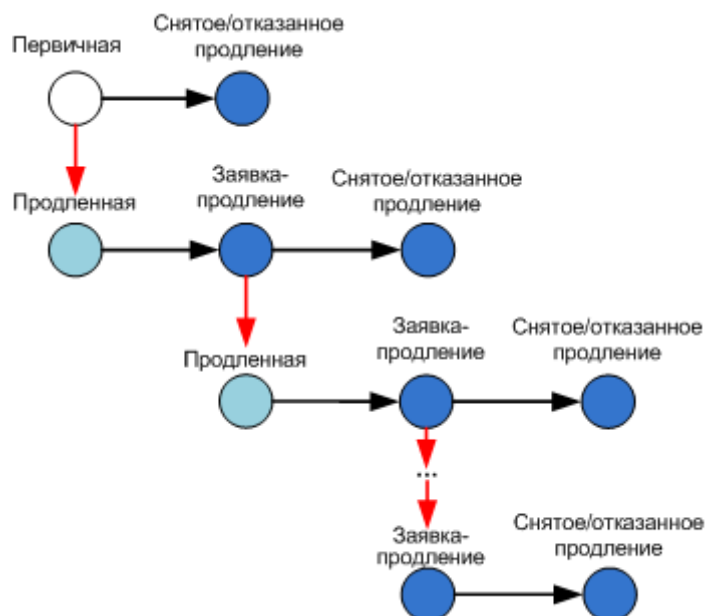 Первичная
Снятое/отказанное
продление
Продленная
Заявка-
продление
Снятое/отказанное
продление
Продленная
Заявка-
продление
Снятое/отказанное
продление
...
Заявка-
продление
Снятое/отказанное
продление